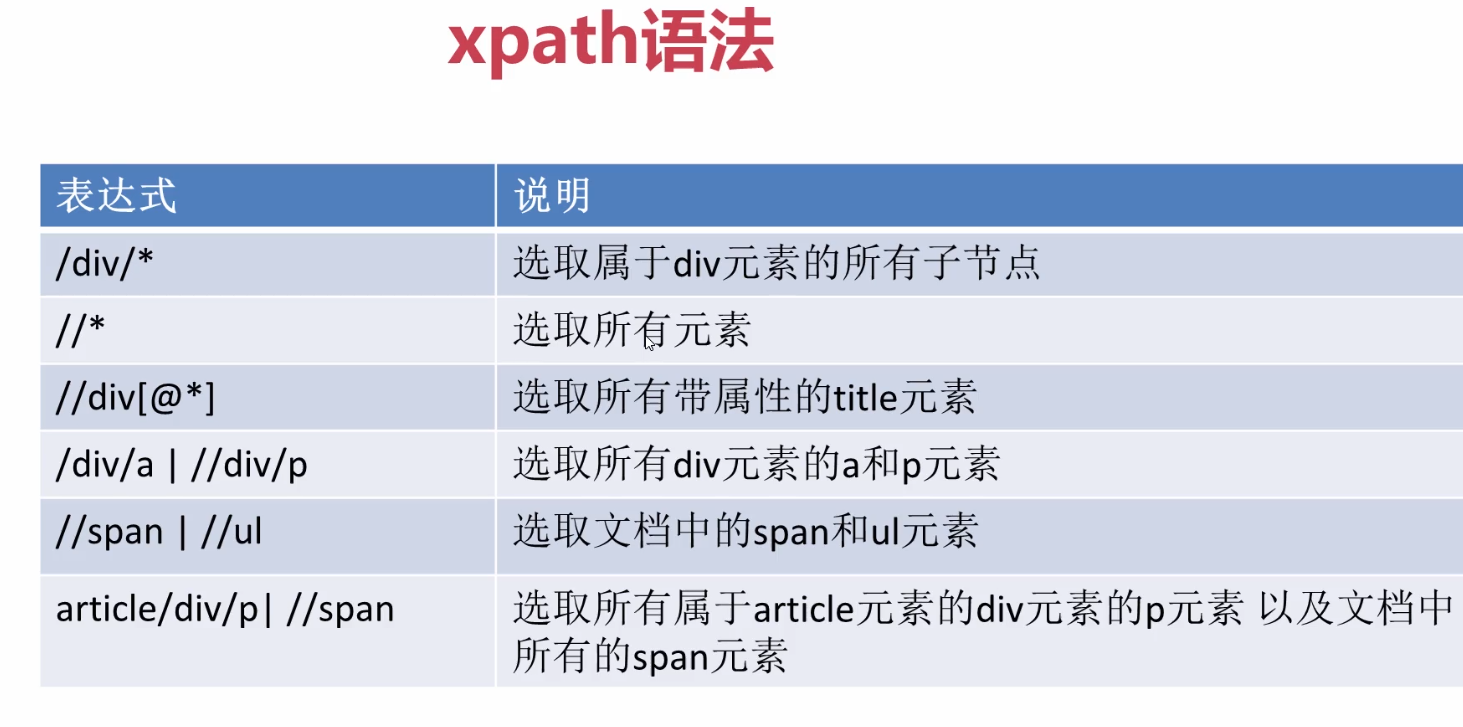 xpath语法
表达式 说明
/div/* 选取属于div元素的所有子节点
//* 选取所有元素
//div[@*] 选取所有带属性的title元素
/div/a | //div/p 选取所有div元素的a和p元素
//span | //ul 选取文档中的span和ul元素
article/div/p| //span 选取所有属于article元素的div元素的p元素 以及文档中
所有的span元素